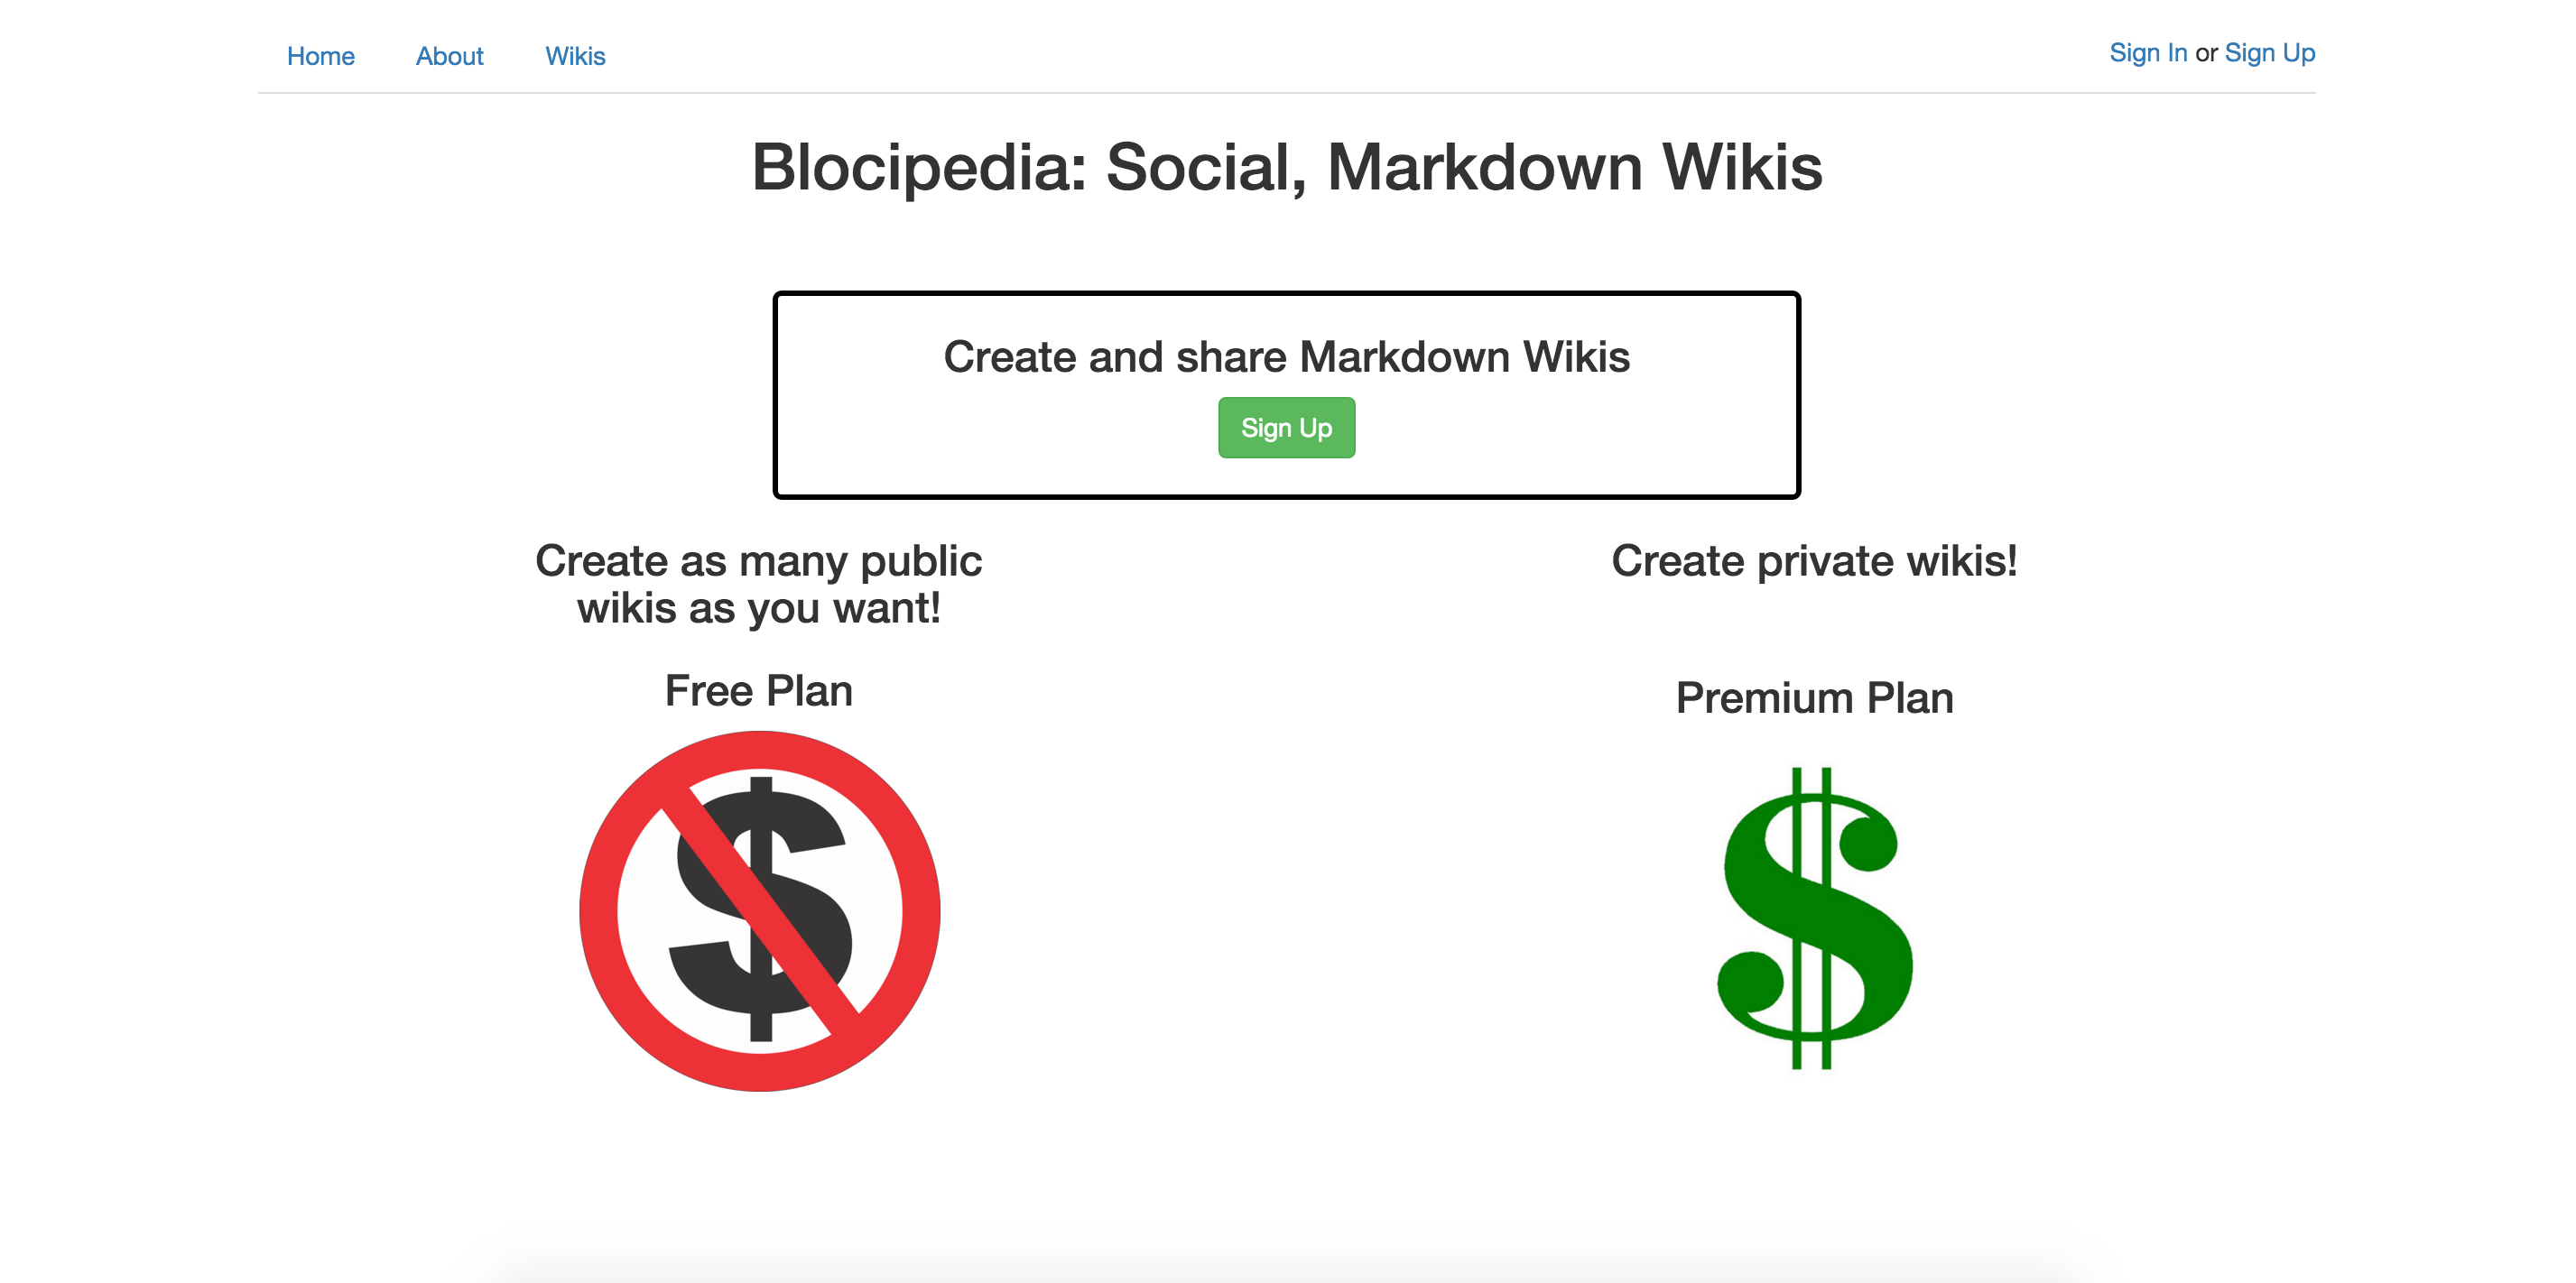 Home About Wikis Sign In or Sign Up
Blocipedia: Social, Markdown Wikis
Create and share Markdown Wikis
Sign Up
Create as many public
wikis as you want!
Free Plan
$
Create private wikis!
Premium Plan
$